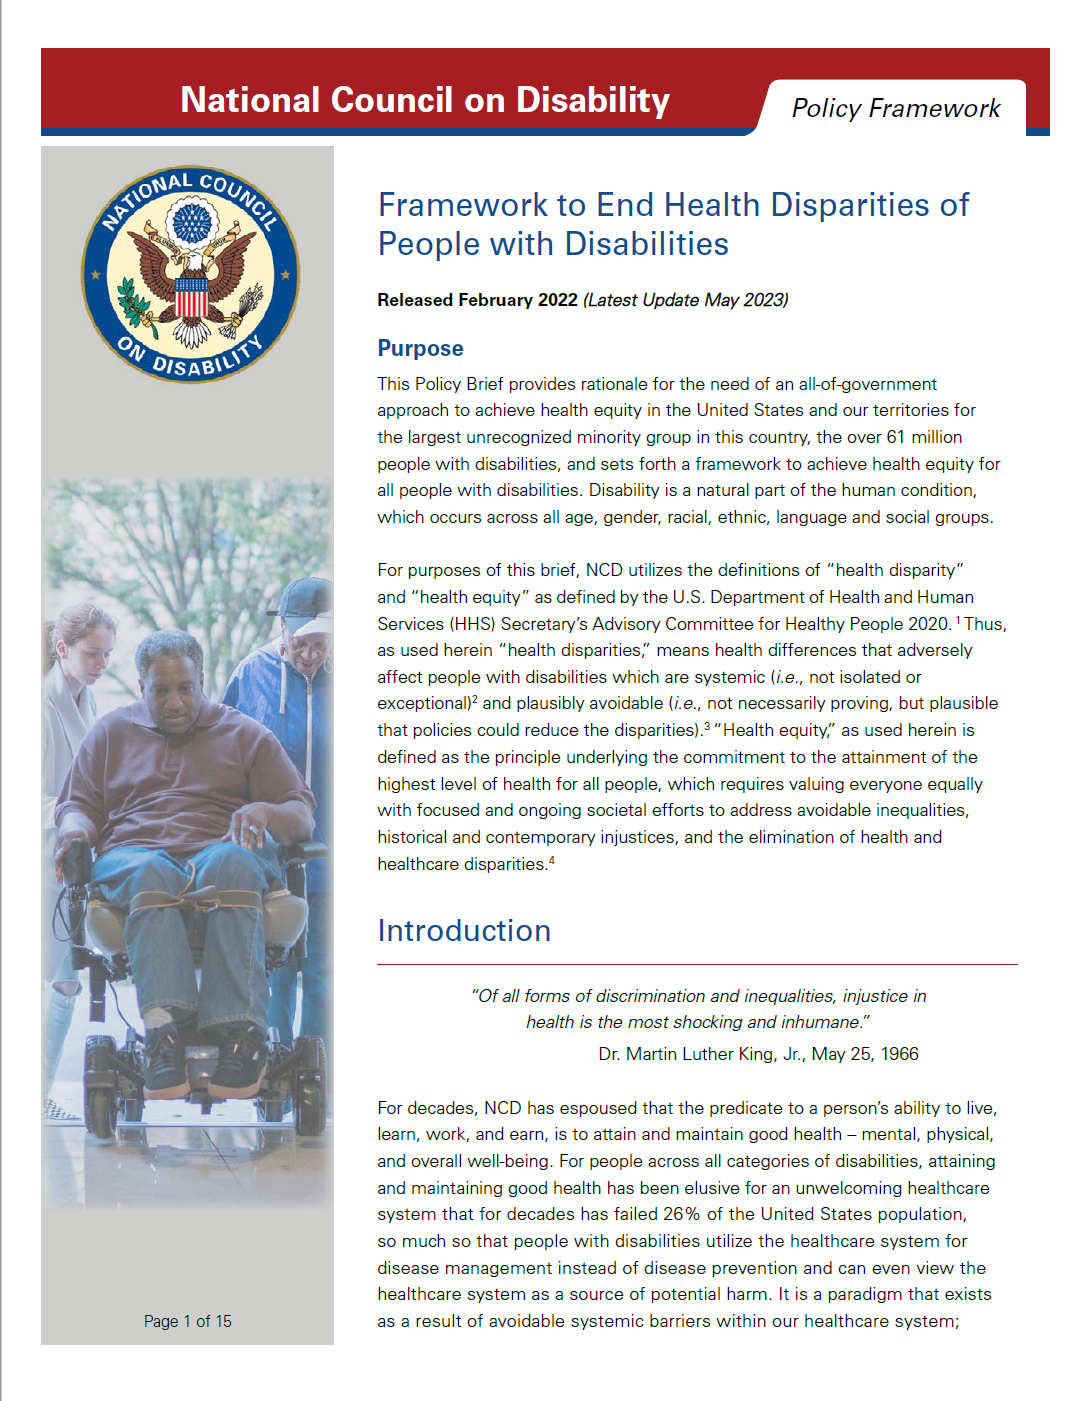 National Council on Disability
Policy Framework
NATIONAL COUNCIL
ON DISABILITY
Framework to End Health Disparities of
People with Disabilities
Released February 2022 (Latest Update May 2023)
Purpose
This Policy Brief provides rationale for the need of an all-of-government
approach to achieve health equity in the United States and our territories for
the largest unrecognized minority group in this country, the over 61 million
people with disabilities, and sets forth a framework to achieve health equity for
all people with disabilities. Disability is a natural part of the human condition,
which occurs across all age, gender, racial, ethnic, language and social groups.
For purposes of this brief, NCD utilizes the definitions of “health disparity”
and “health equity” as defined by the U.S. Department of Health and Human
Services (HHS) Secretary’s Advisory Committee for Healthy People 2020. ¹ Thus,
as used herein “health disparities,” means health differences that adversely
affect people with disabilities which are systemic (i.e., not isolated or
exceptional)² and plausibly avoidable (i.e., not necessarily proving, but plausible
that policies could reduce the disparities).³ “Health equity,” as used herein is
defined as the principle underlying the commitment to the attainment of the
highest level of health for all people, which requires valuing everyone equally
with focused and ongoing societal efforts to address avoidable inequalities,
historical and contemporary injustices, and the elimination of health and
healthcare disparities.⁴
Introduction
“Of all forms of discrimination and inequalities, injustice in
health is the most shocking and inhumane.”
Dr. Martin Luther King, Jr., May 25, 1966
For decades, NCD has espoused that the predicate to a person’s ability to live,
learn, work, and earn, is to attain and maintain good health – mental, physical,
and overall well-being. For people across all categories of disabilities, attaining
and maintaining good health has been elusive for an unwelcoming healthcare
system that for decades has failed 26% of the United States population,
so much so that people with disabilities utilize the healthcare system for
disease management instead of disease prevention and can even view the
healthcare system as a source of potential harm. It is a paradigm that exists
as a result of avoidable systemic barriers within our healthcare system;
Page 1 of 15